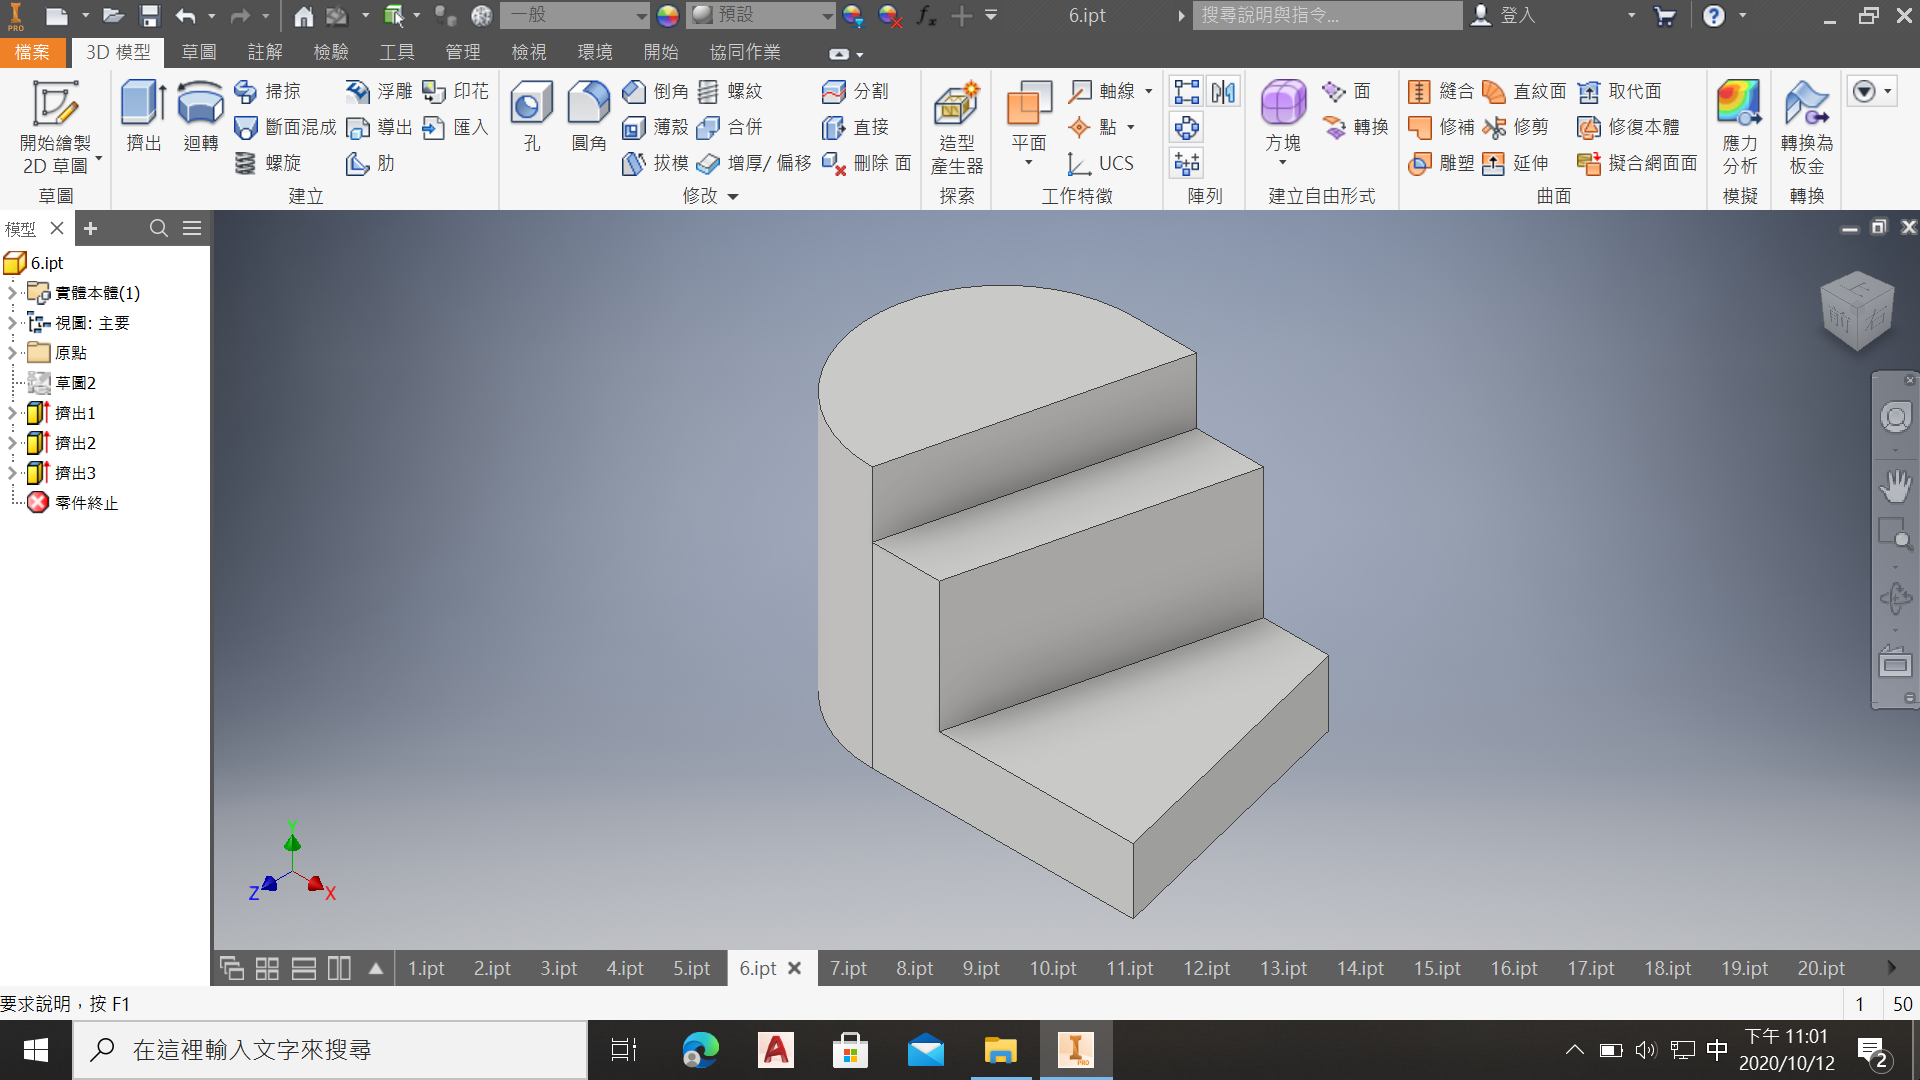 PRO 一般 預設 fx 6.ipt 搜尋說明與指令... 登入
檔案 3D 模型 草圖 註解 檢驗 工具 管理 檢視 環境 開始 協同作業
開始繪製
2D 草圖
草圖
擠出 迴轉 掃掠 浮雕 印花
斷面混成 導出 匯入
螺旋 肋
建立
孔 圓角 倒角 螺紋 分割
薄殼 合併 直接
拔模 增厚/ 偏移 刪除 面
修改
造型
產生器
探索
平面 軸線
點
UCS
工作特徵
陣列
方塊 面
轉換
建立自由形式
縫合 直紋面 取代面
修補 修剪 修復本體
雕塑 延伸 擬合網面面
曲面
應力
分析
模擬
轉換為
板金
轉換
模型
6.ipt
實體本體(1)
視圖: 主要
原點
草圖2
擠出1
擠出2
擠出3
零件終止
上
前 右
Y
Z X
1.ipt 2.ipt 3.ipt 4.ipt 5.ipt 6.ipt 7.ipt 8.ipt 9.ipt 10.ipt 11.ipt 12.ipt 13.ipt 14.ipt 15.ipt 16.ipt 17.ipt 18.ipt 19.ipt 20.ipt
要求說明，按 F1 1 50
在這裡輸入文字來搜尋 中 下午 11:01
2020/10/12 2